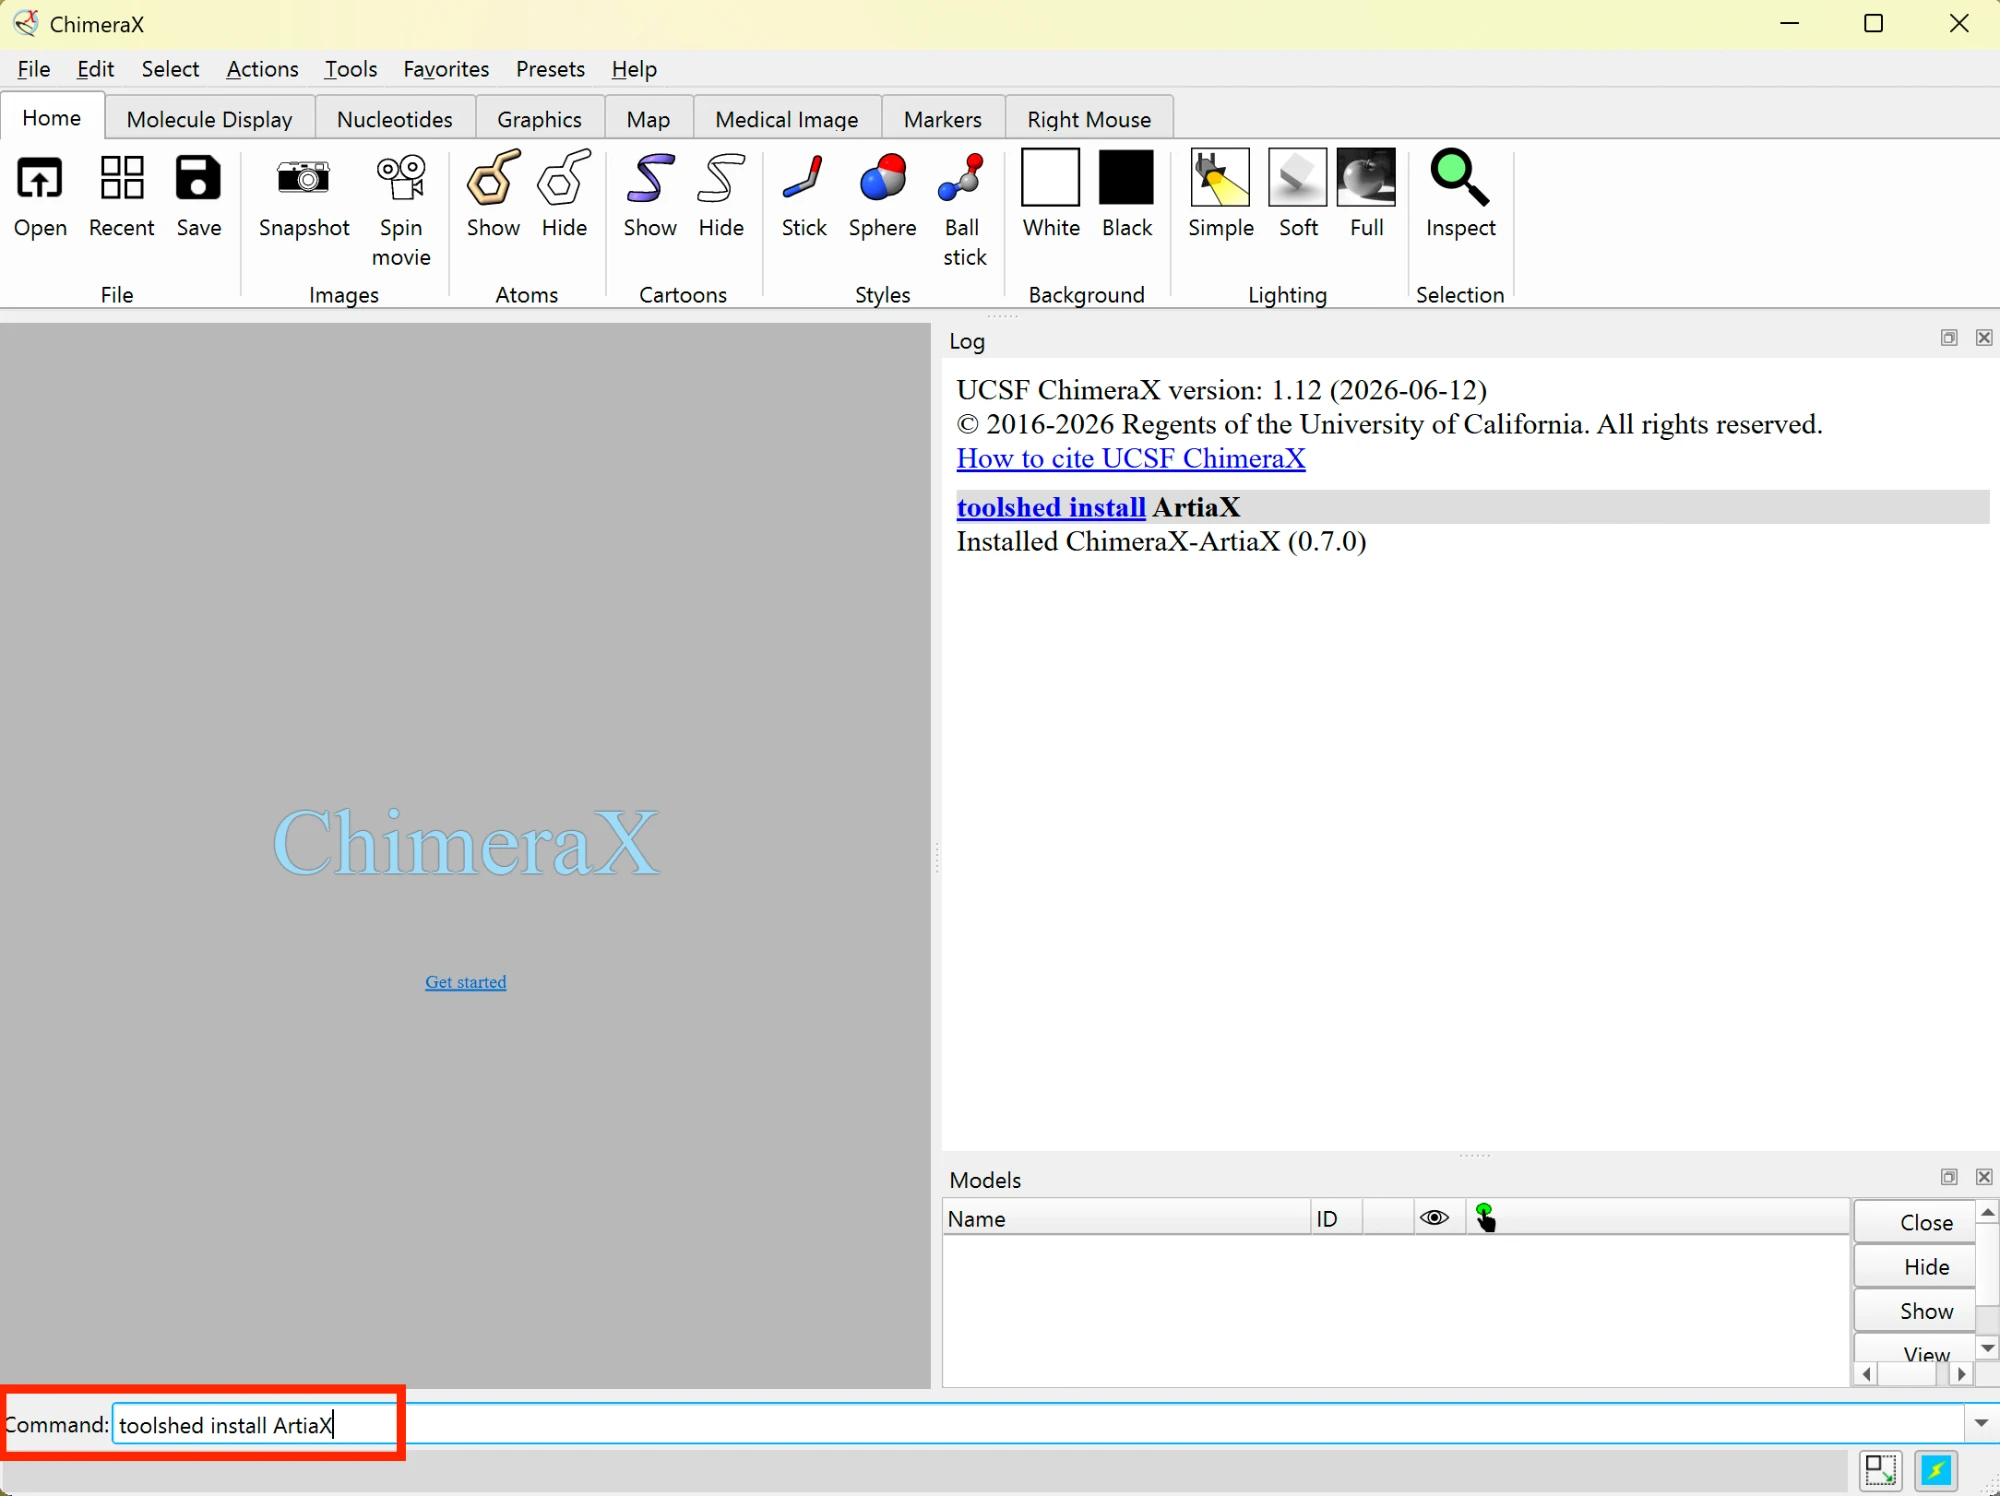 ChimeraX
File Edit Select Actions Tools Favorites Presets Help
Home Molecule Display Nucleotides Graphics Map Medical Image Markers Right Mouse
Open Recent Save Snapshot Spin movie Show Hide Show Hide Stick Sphere Ball stick White Black Simple Soft Full Inspect
File Images Atoms Cartoons Styles Background Lighting Selection
Log
UCSF ChimeraX version: 1.12 (2026-06-12)
© 2016-2026 Regents of the University of California. All rights reserved.
How to cite UCSF ChimeraX
toolshed install ArtiaX
Installed ChimeraX-ArtiaX (0.7.0)
ChimeraX
Get started
Models
Name ID
Close
Hide
Show
View
Command: toolshed install ArtiaX